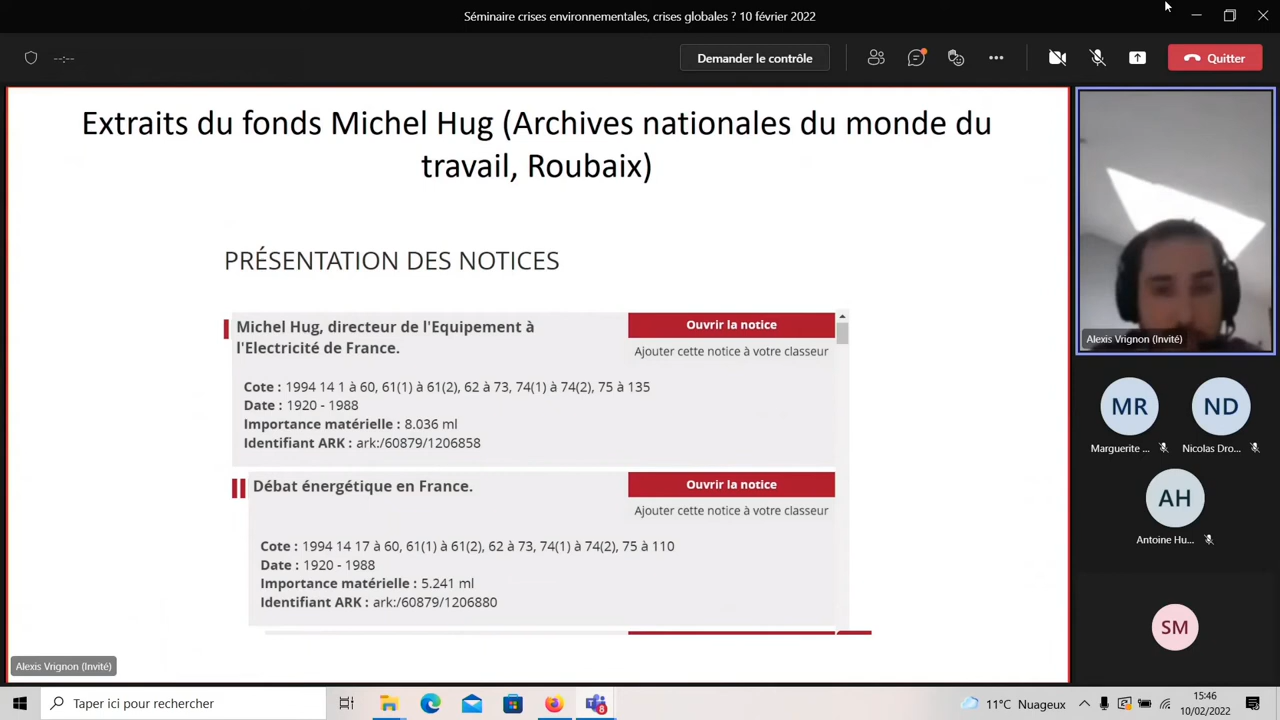 Séminaire crises environnementales, crises globales ? 10 février 2022
--:--
Demander le contrôle
Quitter
Extraits du fonds Michel Hug (Archives nationales du monde du
travail, Roubaix)
PRÉSENTATION DES NOTICES
Michel Hug, directeur de l'Equipement à
l'Electricité de France.
Ouvrir la notice
Ajouter cette notice à votre classeur
Cote : 1994 14 1 à 60, 61(1) à 61(2), 62 à 73, 74(1) à 74(2), 75 à 135
Date : 1920 - 1988
Importance matérielle : 8.036 ml
Identifiant ARK : ark:/60879/1206858
Débat énergétique en France.
Ouvrir la notice
Ajouter cette notice à votre classeur
Cote : 1994 14 17 à 60, 61(1) à 61(2), 62 à 73, 74(1) à 74(2), 75 à 110
Date : 1920 - 1988
Importance matérielle : 5.241 ml
Identifiant ARK : ark:/60879/1206880
Alexis Vrignon (Invité)
Alexis Vrignon (Invité)
MR
Marguerite ...
ND
Nicolas Dro...
AH
Antoine Hu...
SM
Taper ici pour rechercher
8
11°C Nuageux
15:46
10/02/2022